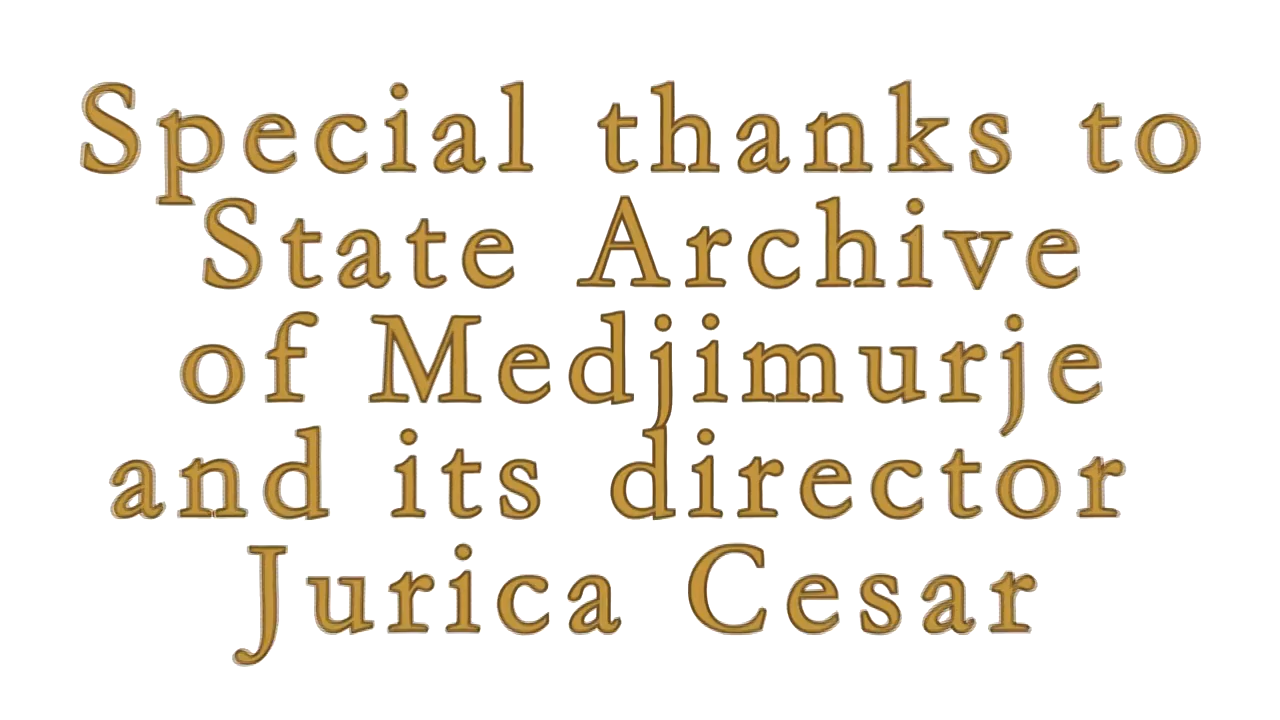 Special thanks to
State Archive
of Medjimurje
and its director
Jurica Cesar